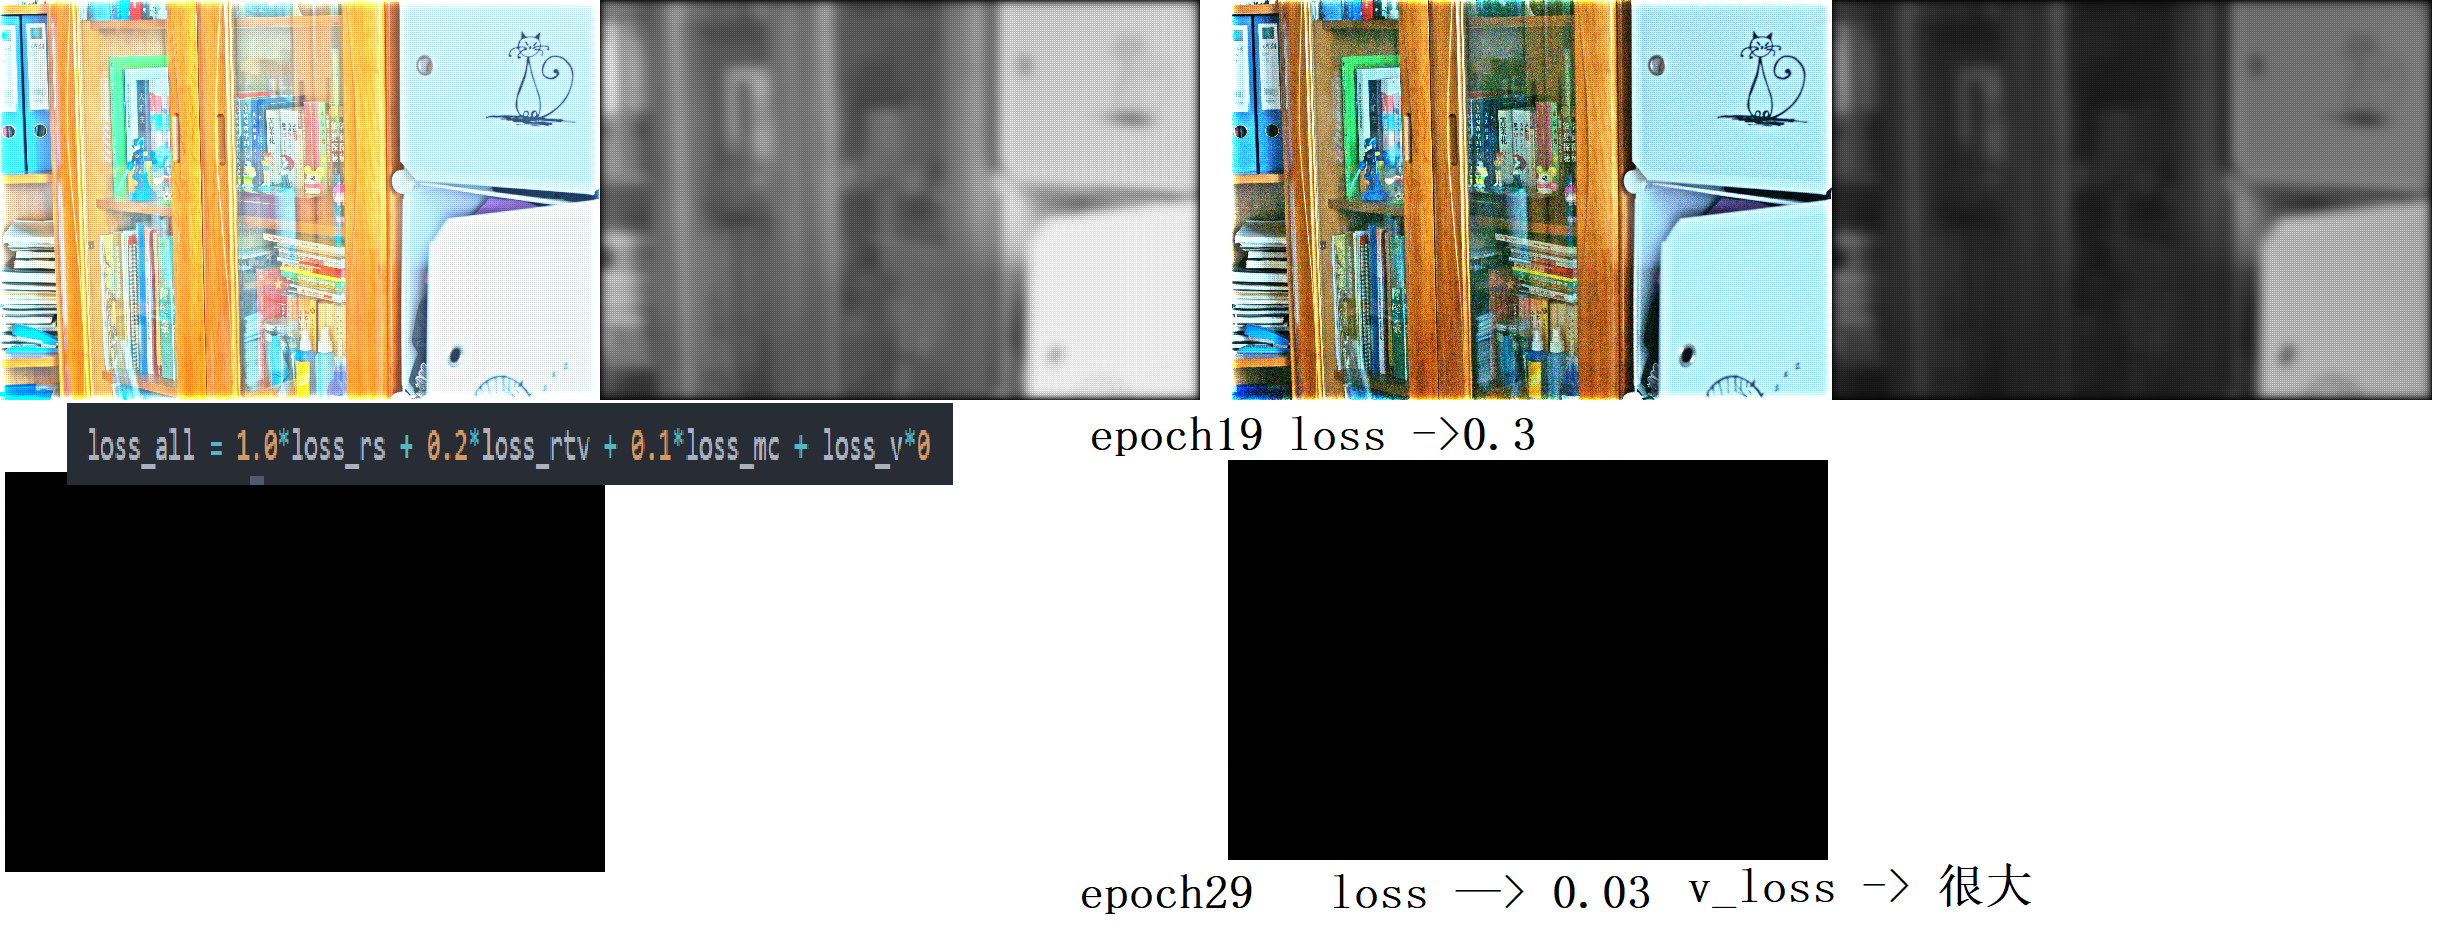 loss_all = 1.0*loss_rs + 0.2*loss_rtv + 0.1*loss_mc + loss_v*0
epoch19 loss ->0.3
epoch29 loss —> 0.03 v_loss -> 很大